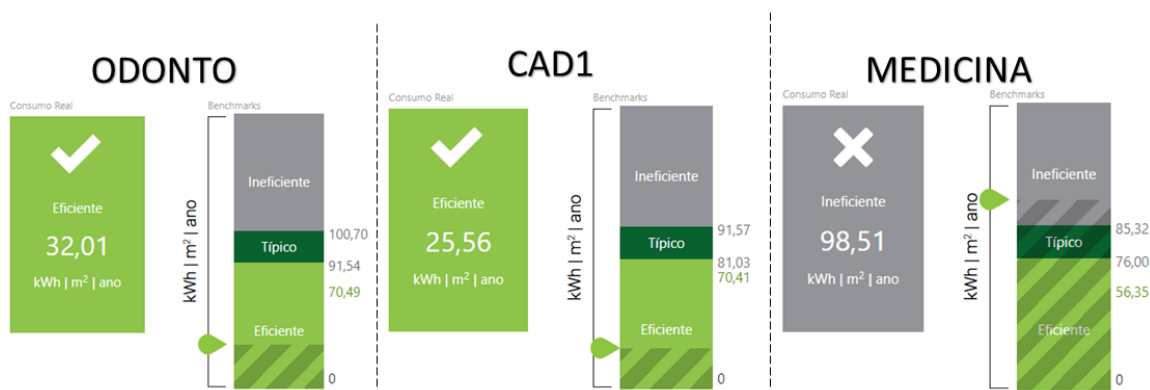 ODONTO
Consumo Real
Benchmarks
Eficiente
32,01
kWh | m² | ano
kWh | m² | ano
Ineficiente
100,70
Típico
91,54
70,49
Eficiente
0
CAD1
Consumo Real
Benchmarks
Eficiente
25,56
kWh | m² | ano
kWh | m² | ano
Ineficiente
91,57
Típico
81,03
70,41
Eficiente
0
MEDICINA
Consumo Real
Benchmarks
Ineficiente
98,51
kWh | m² | ano
kWh | m² | ano
Ineficiente
85,32
Típico
76,00
56,35
Eficiente
0